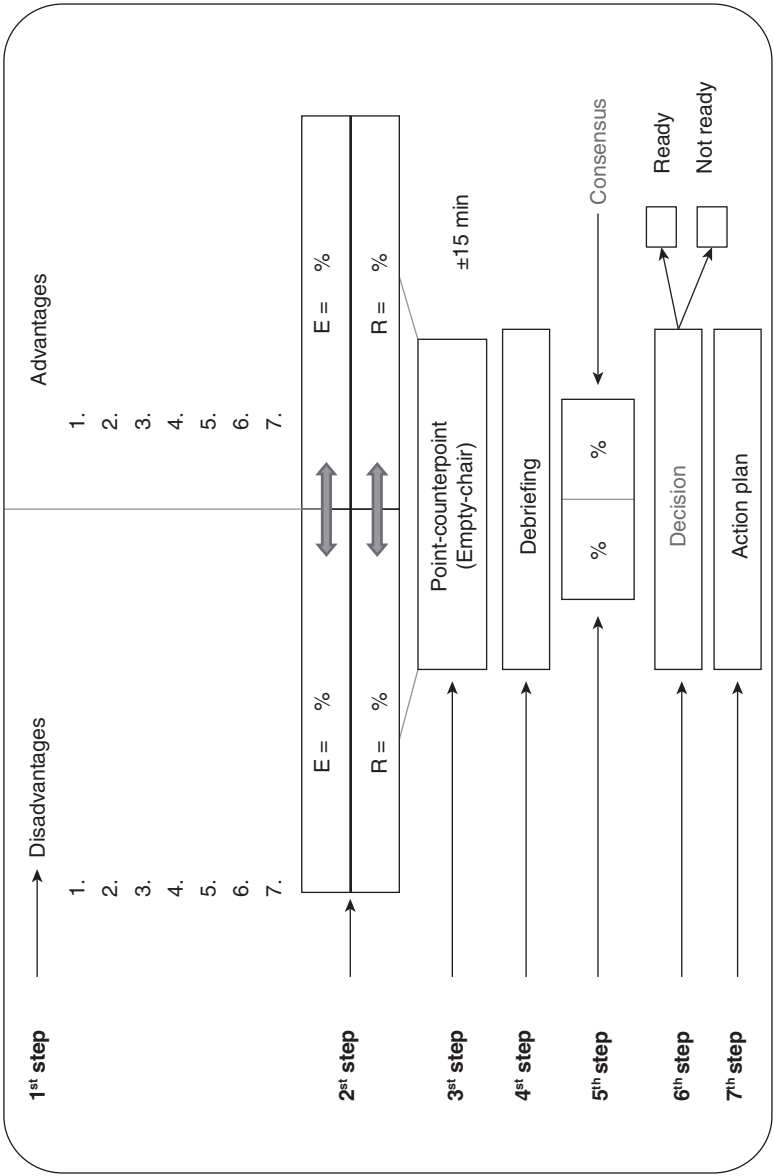 1st step
Disadvantages
Advantages
1.
2.
3.
4.
5.
6.
7.
1.
2.
3.
4.
5.
6.
7.
2st step
E = %
E = %
R = %
R = %
3rd step
Point-counterpoint
(Empty-chair)
±15 min
4st step
Debriefing
5th step
%
%
Consensus
6th step
Decision
Ready
Not ready
7th step
Action plan